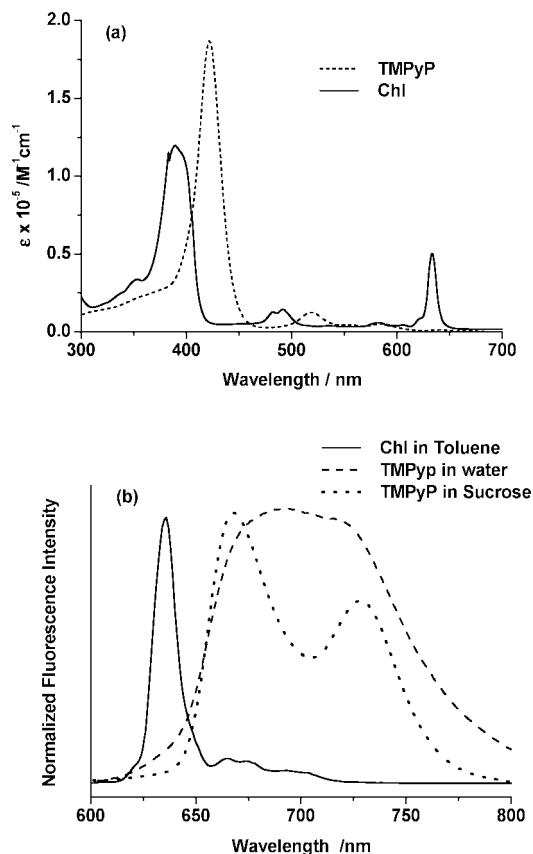 (a)
TMPyP
Chl
2.0
1.5
1.0
0.5
0.0
ε x 10⁻⁵ /M⁻¹cm⁻¹
300 400 500 600 700
Wavelength / nm
Chl in Toluene
TMPyp in water
TMPyP in Sucrose
(b)
Normalized Fluorescence Intensity
600 650 700 750 800
Wavelength /nm